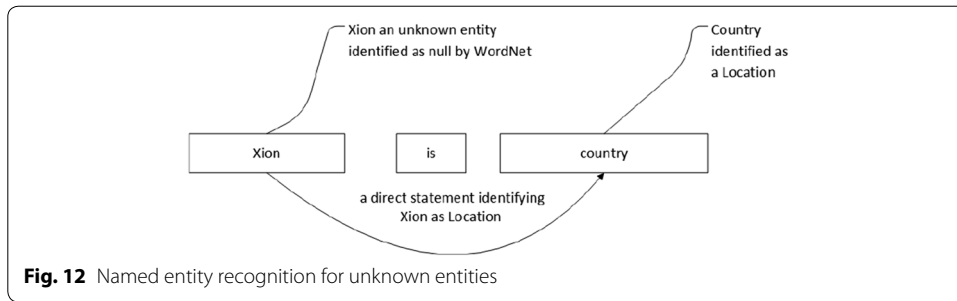 Xion an unknown entity
identified as null by WordNet
Country
identified as
a Location
Xion
is
country
a direct statement identifying
Xion as Location
Fig. 12 Named entity recognition for unknown entities